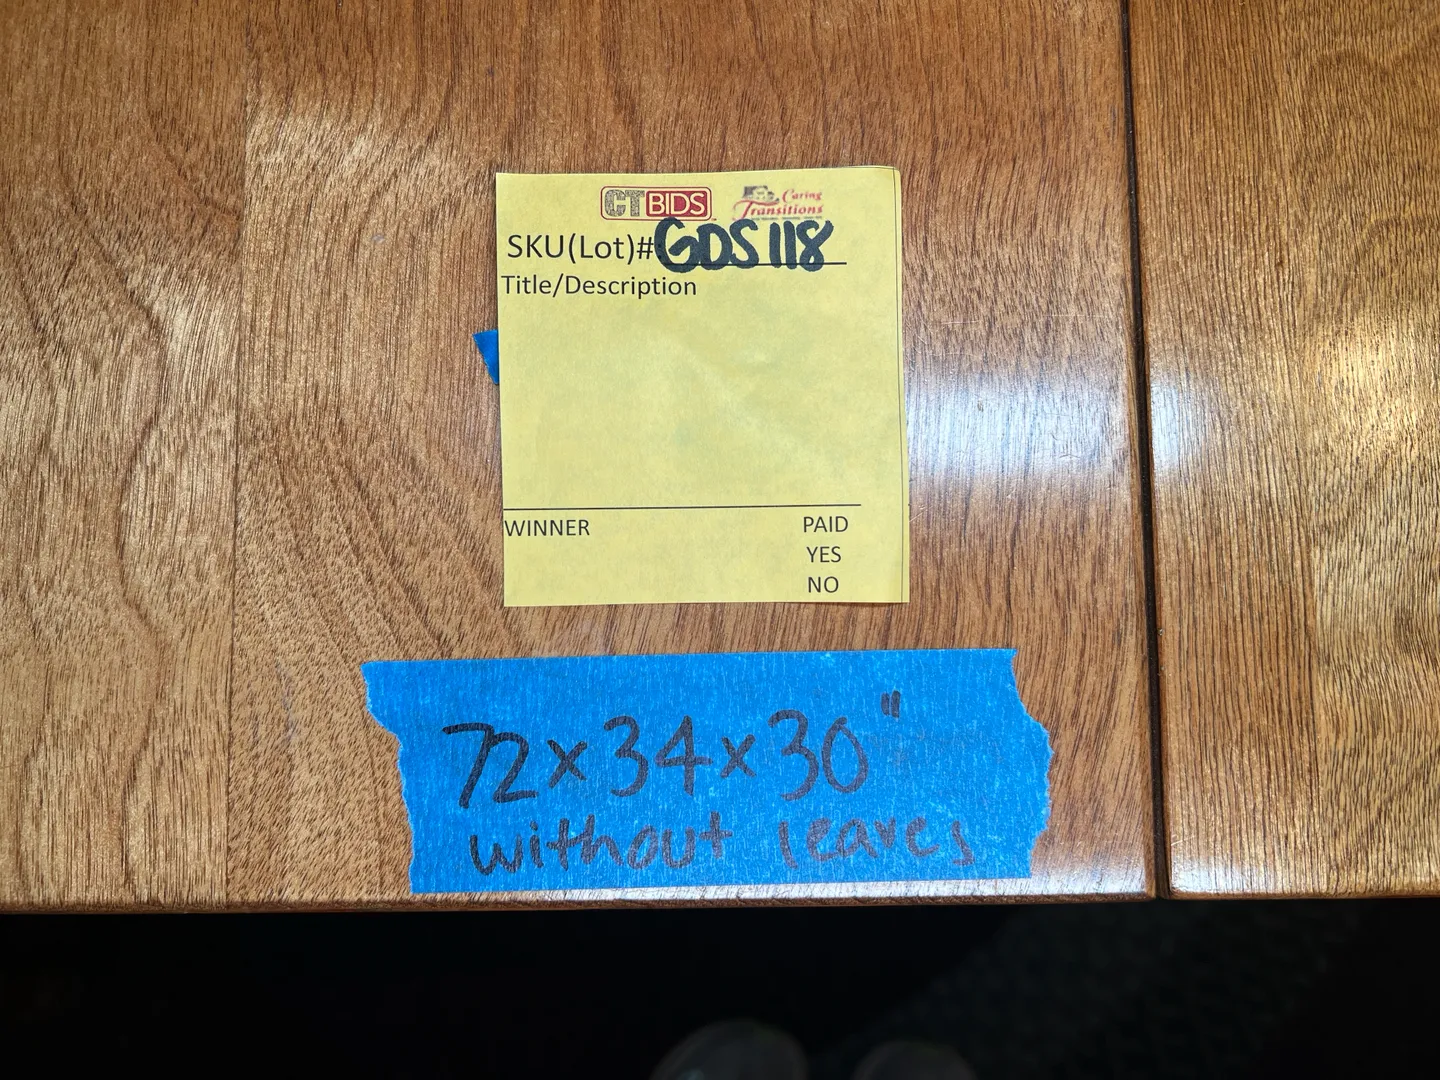 CTBIDS
Caring
Transitions
SKU(Lot)#GDS118
Title/Description
WINNER
PAID
YES
NO
72x34x30"
without leaves